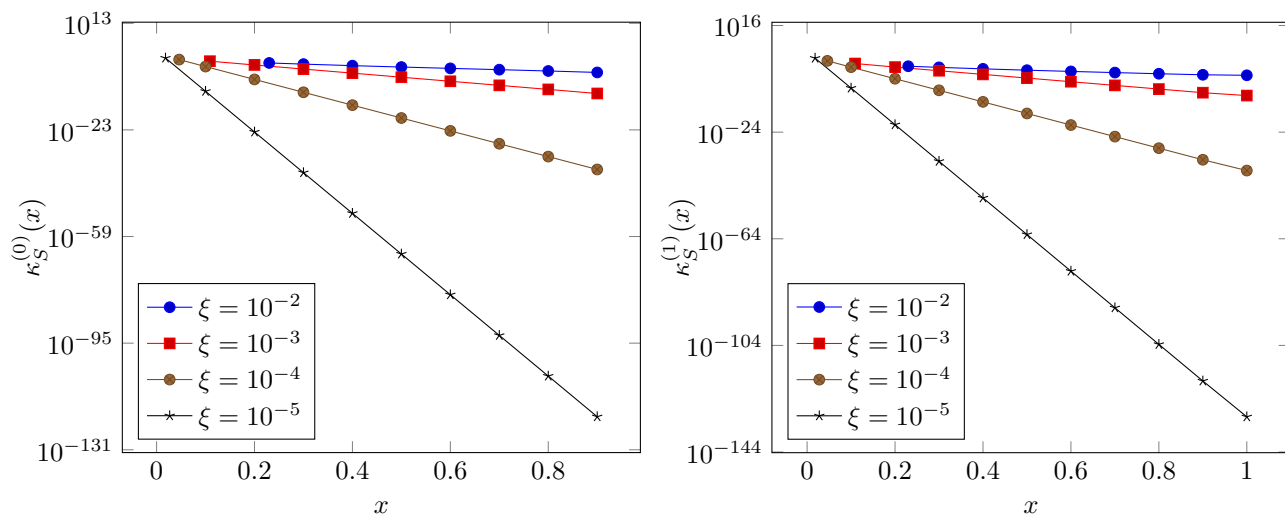 10^13
10^−23
10^−59
10^−95
10^−131
κ_S^(0)(x)
ξ = 10^−2
ξ = 10^−3
ξ = 10^−4
ξ = 10^−5
0 0.2 0.4 0.6 0.8
x
10^16
10^−24
10^−64
10^−104
10^−144
κ_S^(1)(x)
ξ = 10^−2
ξ = 10^−3
ξ = 10^−4
ξ = 10^−5
0 0.2 0.4 0.6 0.8 1
x